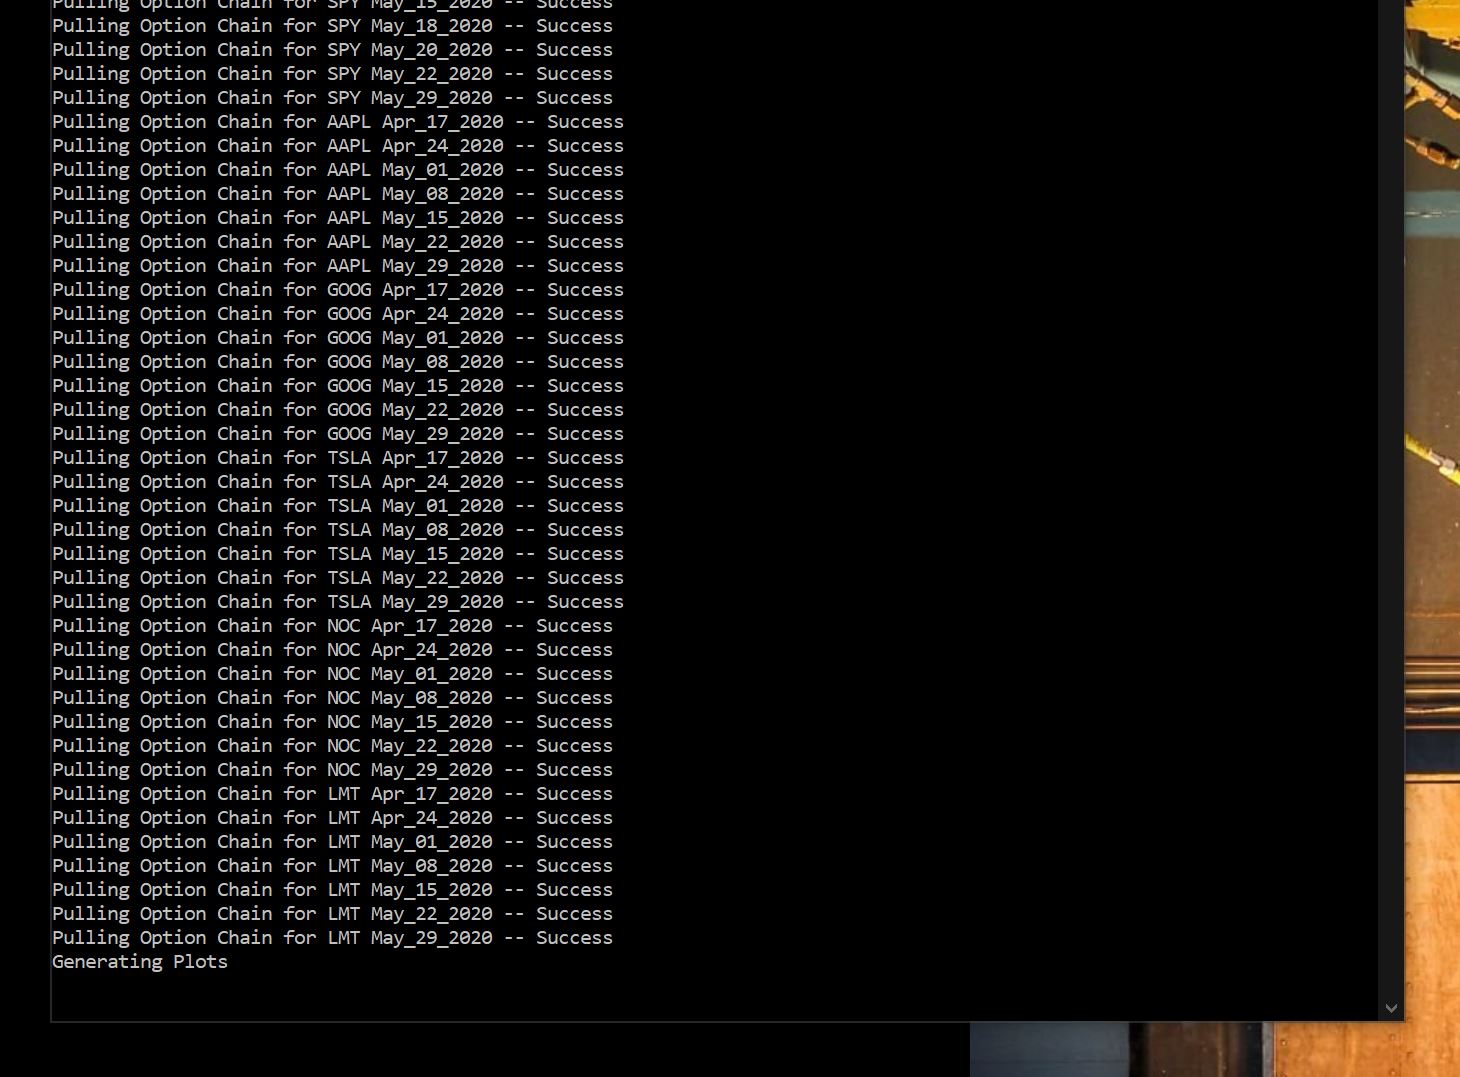 Pulling Option Chain for SPY May_15_2020 -- Success
Pulling Option Chain for SPY May_18_2020 -- Success
Pulling Option Chain for SPY May_20_2020 -- Success
Pulling Option Chain for SPY May_22_2020 -- Success
Pulling Option Chain for SPY May_29_2020 -- Success
Pulling Option Chain for AAPL Apr_17_2020 -- Success
Pulling Option Chain for AAPL Apr_24_2020 -- Success
Pulling Option Chain for AAPL May_01_2020 -- Success
Pulling Option Chain for AAPL May_08_2020 -- Success
Pulling Option Chain for AAPL May_15_2020 -- Success
Pulling Option Chain for AAPL May_22_2020 -- Success
Pulling Option Chain for AAPL May_29_2020 -- Success
Pulling Option Chain for GOOG Apr_17_2020 -- Success
Pulling Option Chain for GOOG Apr_24_2020 -- Success
Pulling Option Chain for GOOG May_01_2020 -- Success
Pulling Option Chain for GOOG May_08_2020 -- Success
Pulling Option Chain for GOOG May_15_2020 -- Success
Pulling Option Chain for GOOG May_22_2020 -- Success
Pulling Option Chain for GOOG May_29_2020 -- Success
Pulling Option Chain for TSLA Apr_17_2020 -- Success
Pulling Option Chain for TSLA Apr_24_2020 -- Success
Pulling Option Chain for TSLA May_01_2020 -- Success
Pulling Option Chain for TSLA May_08_2020 -- Success
Pulling Option Chain for TSLA May_15_2020 -- Success
Pulling Option Chain for TSLA May_22_2020 -- Success
Pulling Option Chain for TSLA May_29_2020 -- Success
Pulling Option Chain for NOC Apr_17_2020 -- Success
Pulling Option Chain for NOC Apr_24_2020 -- Success
Pulling Option Chain for NOC May_01_2020 -- Success
Pulling Option Chain for NOC May_08_2020 -- Success
Pulling Option Chain for NOC May_15_2020 -- Success
Pulling Option Chain for NOC May_22_2020 -- Success
Pulling Option Chain for NOC May_29_2020 -- Success
Pulling Option Chain for LMT Apr_17_2020 -- Success
Pulling Option Chain for LMT Apr_24_2020 -- Success
Pulling Option Chain for LMT May_01_2020 -- Success
Pulling Option Chain for LMT May_08_2020 -- Success
Pulling Option Chain for LMT May_15_2020 -- Success
Pulling Option Chain for LMT May_22_2020 -- Success
Pulling Option Chain for LMT May_29_2020 -- Success
Generating Plots